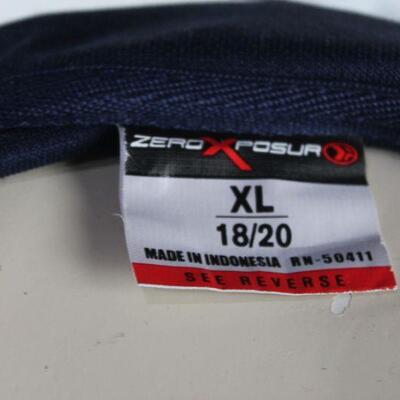 ZEROXPOSUR
XL
18/20
MADE IN INDONESIA RN-50411
SEE REVERSE